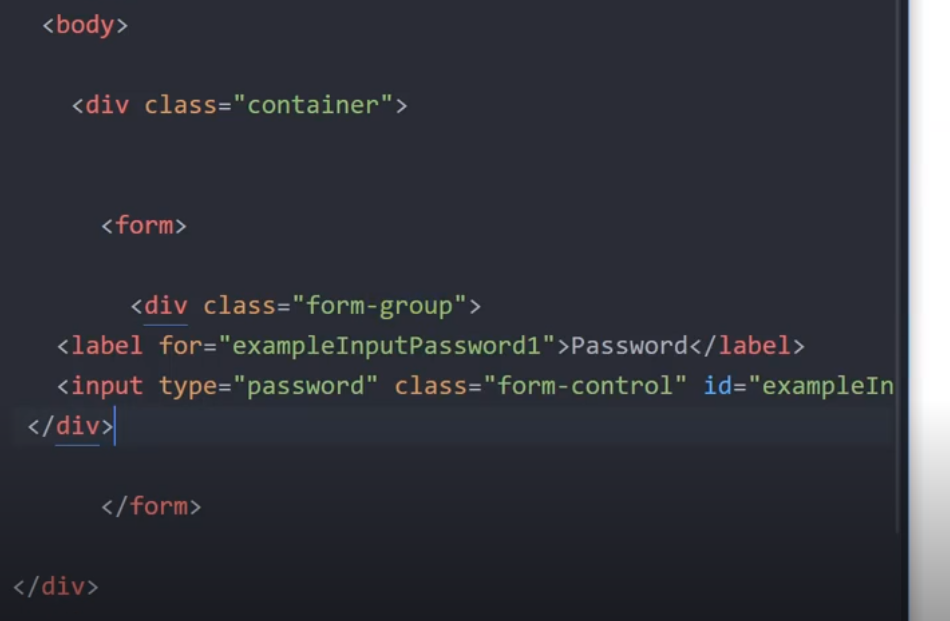 <body>
<div class="container">
<form>
<div class="form-group">
<label for="exampleInputPassword1">Password</label>
<input type="password" class="form-control" id="exampleIn
</div>
</form>
</div>